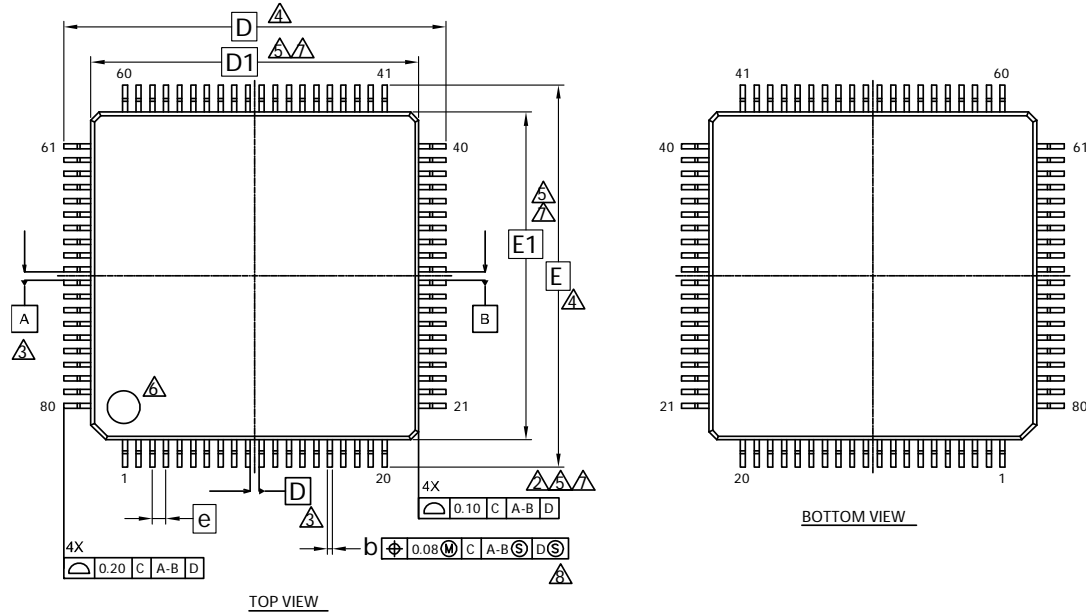 D 4
D1 5 7
60 41
61 40
5
7
E1
E
4
A B
3
6
80 21
1 20
D
3
e
2 5 7
4X
0.10 C A-B D
b 0.08 M C A-B S D S
8
4X
0.20 C A-B D
TOP VIEW
41 60
40 61
21 80
20 1
BOTTOM VIEW